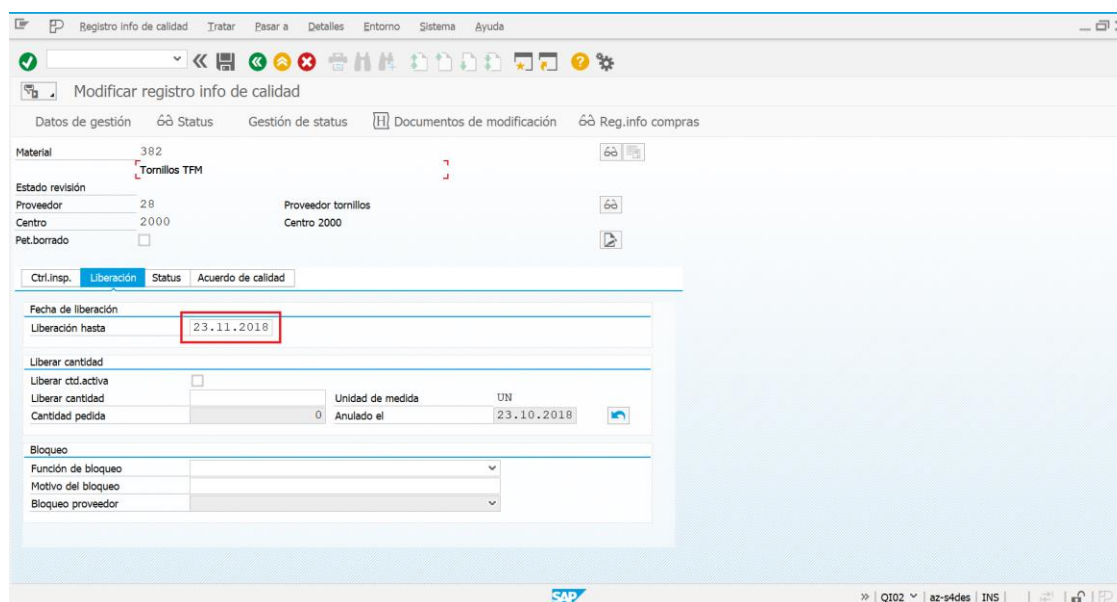 Registro info de calidad Tratar Pasar a Detalles Entorno Sistema Ayuda
Modificar registro info de calidad
Datos de gestión Status Gestión de status Documentos de modificación Reg.info compras
Material 382
Tornillos TFM
Estado revisión
Proveedor 28 Proveedor tornillos
Centro 2000 Centro 2000
Pet.borrado
Ctrl.insp. Liberación Status Acuerdo de calidad
Fecha de liberación
Liberación hasta 23.11.2018
Liberar cantidad
Liberar ctd.activa
Liberar cantidad Unidad de medida UN
Cantidad pedida 0 Anulado el 23.10.2018
Bloqueo
Función de bloqueo
Motivo del bloqueo
Bloqueo proveedor
SAP » QI02 az-s4des INS